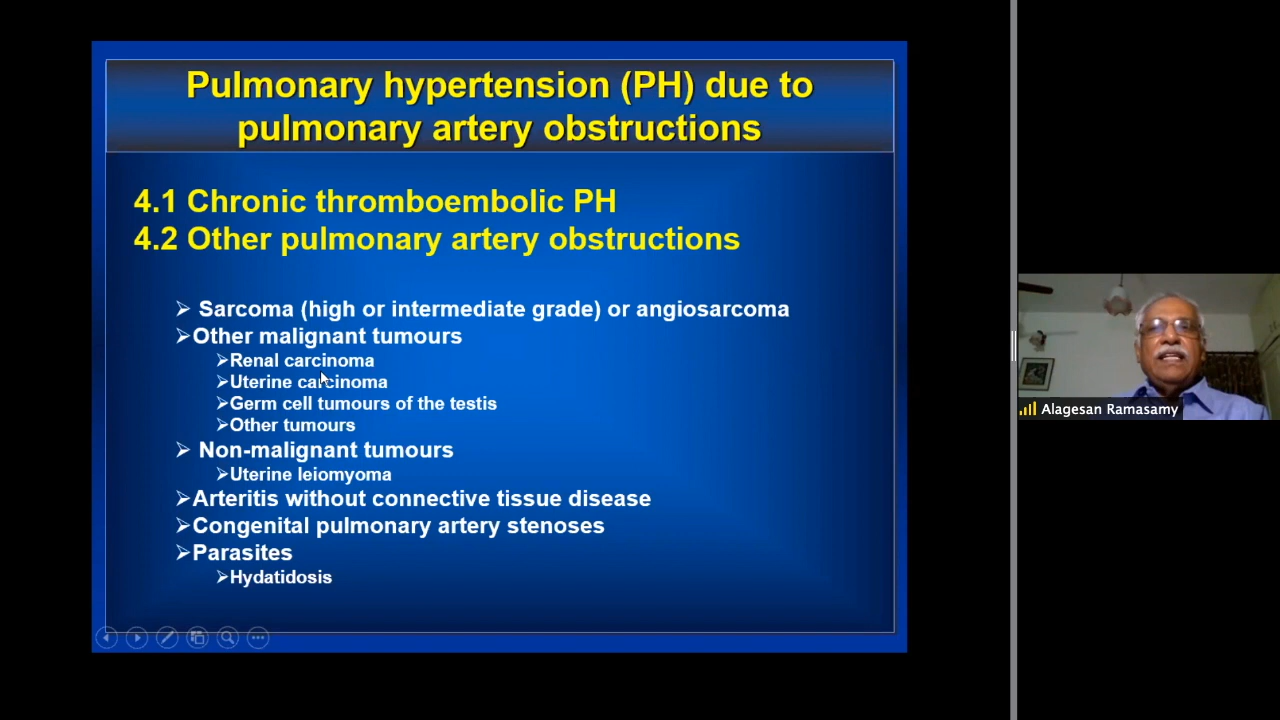 Pulmonary hypertension (PH) due to
pulmonary artery obstructions
4.1 Chronic thromboembolic PH
4.2 Other pulmonary artery obstructions
Sarcoma (high or intermediate grade) or angiosarcoma
Other malignant tumours
Renal carcinoma
Uterine carcinoma
Germ cell tumours of the testis
Other tumours
Non-malignant tumours
Uterine leiomyoma
Arteritis without connective tissue disease
Congenital pulmonary artery stenoses
Parasites
Hydatidosis
Alagesan Ramasamy